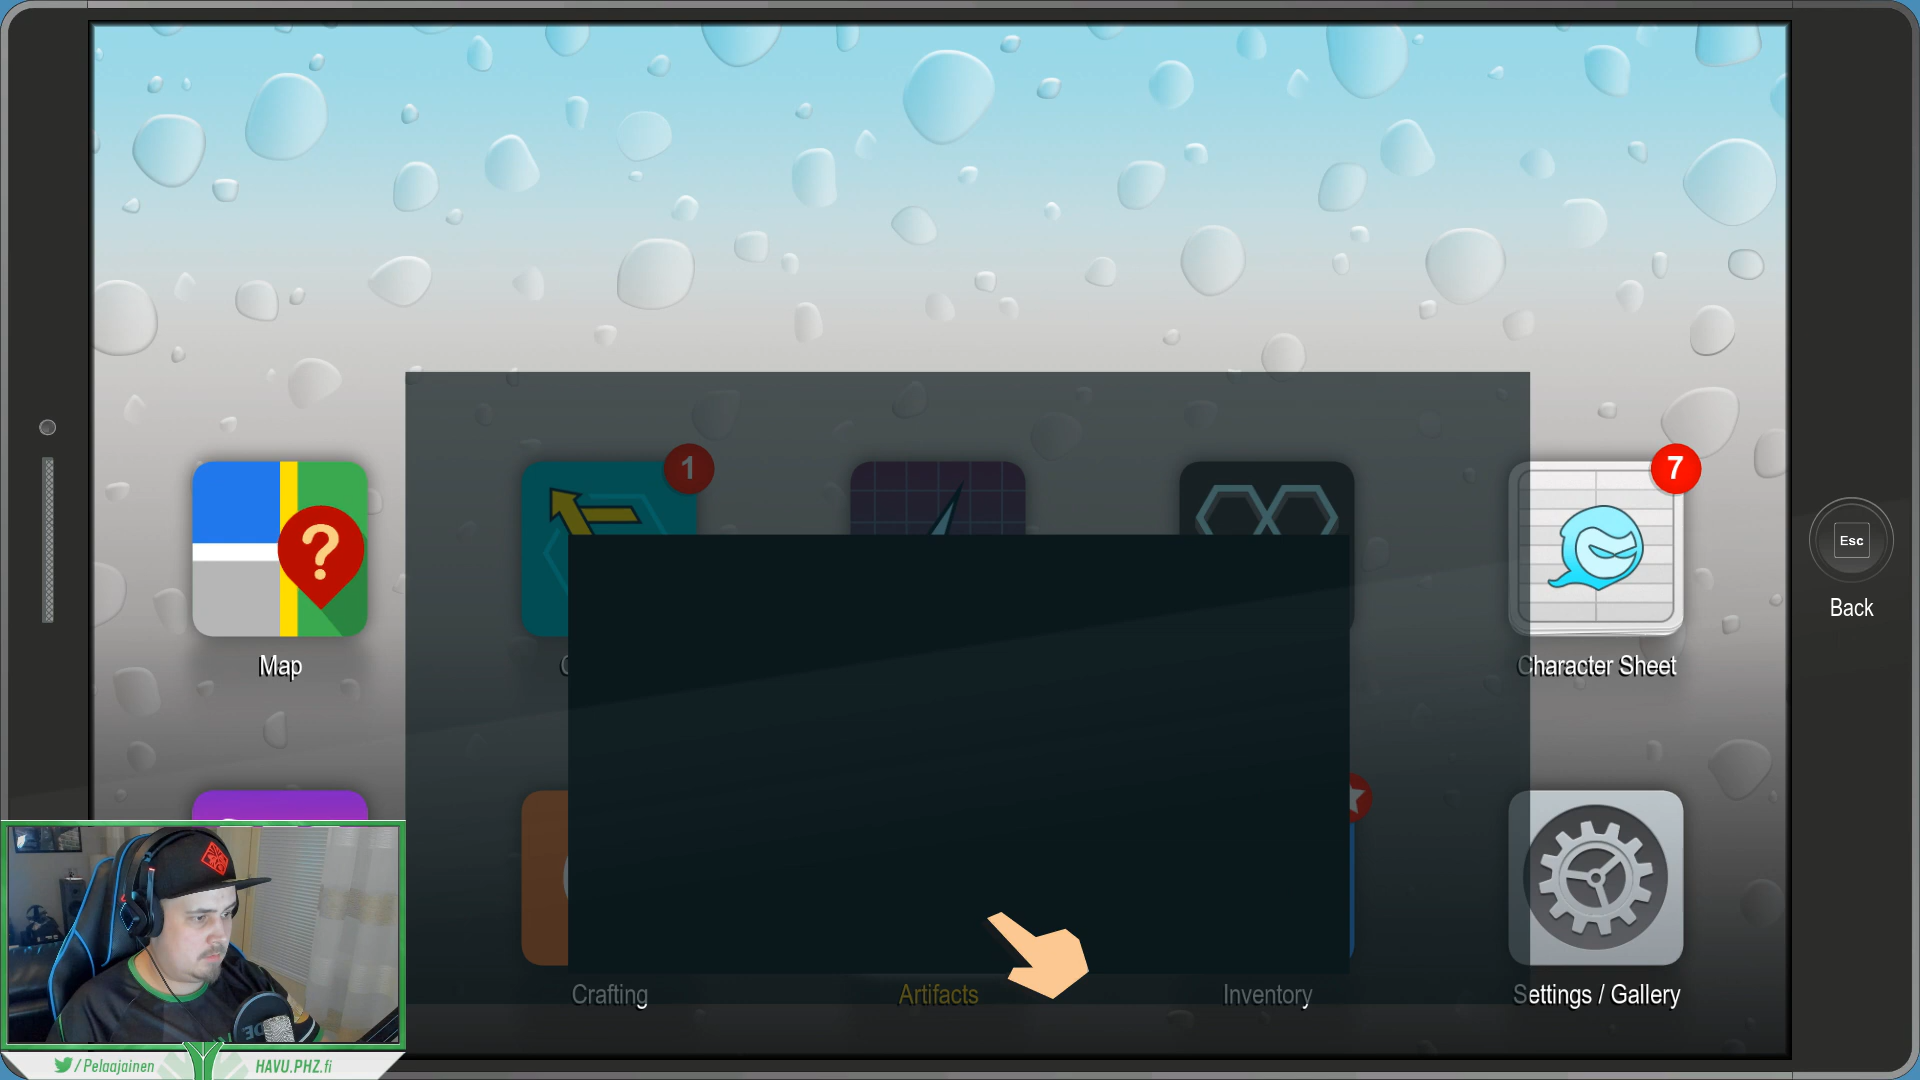 1
7
?
Esc
Back
Map
Character Sheet
Crafting
Artifacts
Inventory
Settings / Gallery
/Pelaajainen
HAVU.PHZ.fi